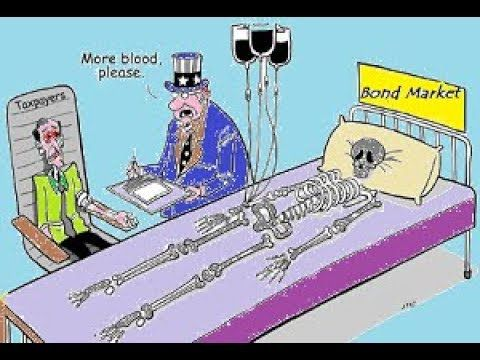 More blood,
please.
Taxpayers
Bond Market